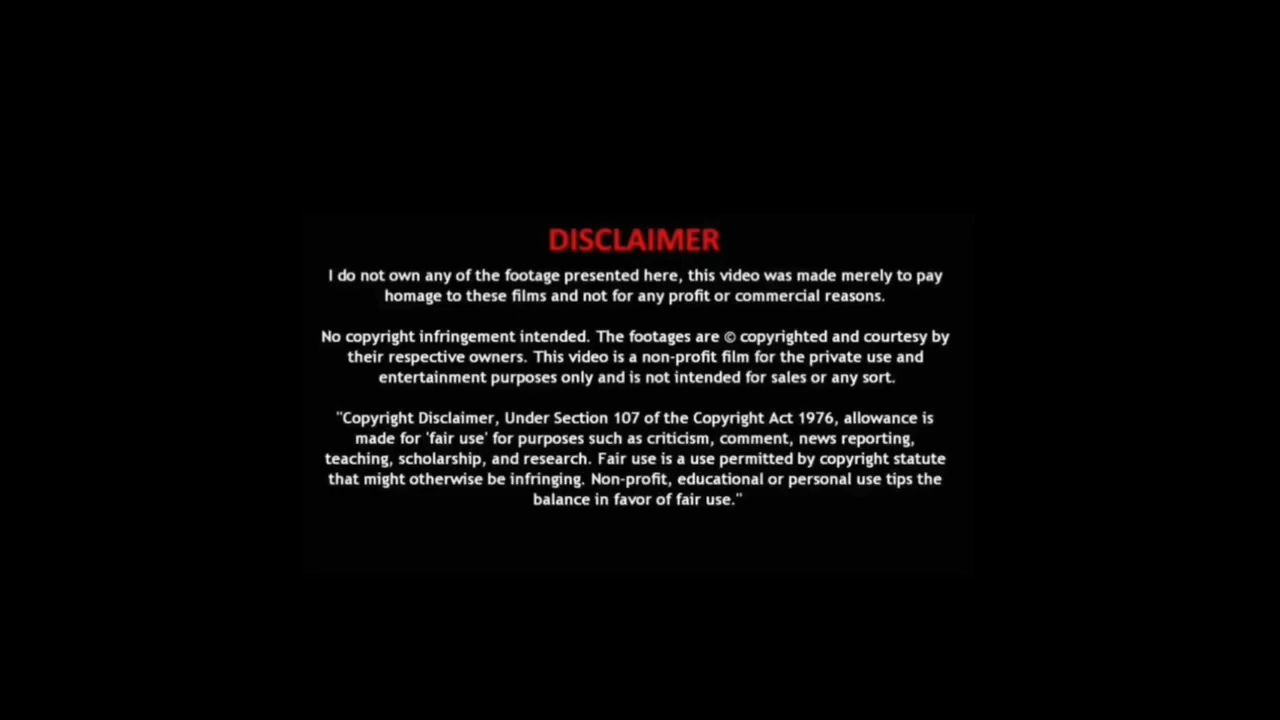 DISCLAIMER
I do not own any of the footage presented here, this video was made merely to pay
homage to these films and not for any profit or commercial reasons.
No copyright infringement intended. The footages are © copyrighted and courtesy by
their respective owners. This video is a non-profit film for the private use and
entertainment purposes only and is not intended for sales or any sort.
"Copyright Disclaimer, Under Section 107 of the Copyright Act 1976, allowance is
made for 'fair use' for purposes such as criticism, comment, news reporting,
teaching, scholarship, and research. Fair use is a use permitted by copyright statute
that might otherwise be infringing. Non-profit, educational or personal use tips the
balance in favor of fair use."